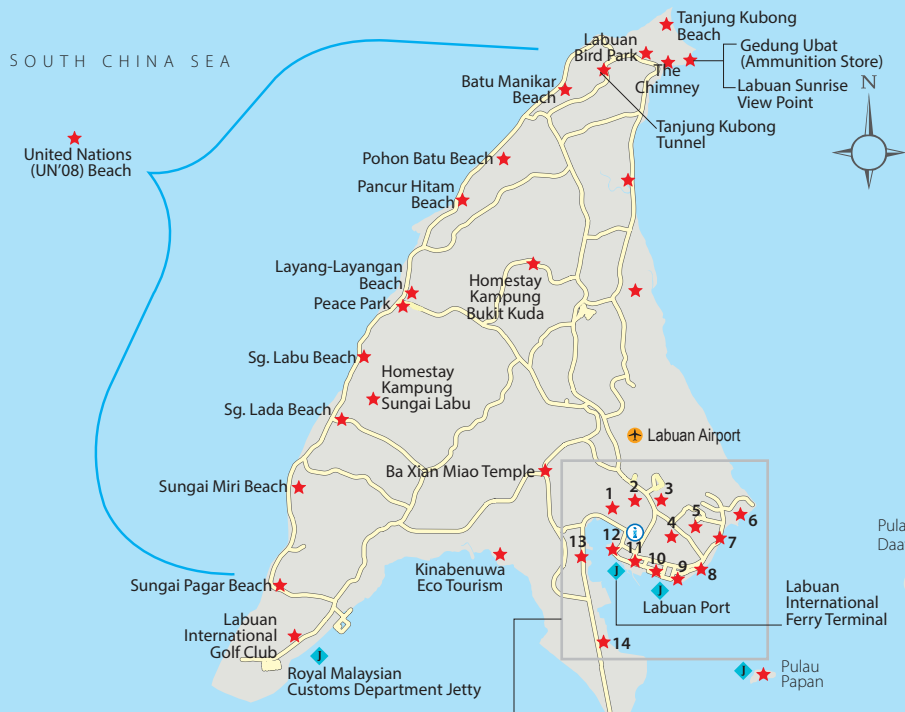 SOUTH CHINA SEA
Tanjung Kubong
Beach
Labuan
Bird Park
Gedung Ubat
(Ammunition Store)
The
Chimney
Labuan Sunrise
View Point
N
Batu Manikar
Beach
Tanjung Kubong
Tunnel
United Nations
(UN'08) Beach
Pohon Batu Beach
Pancur Hitam
Beach
Layang-Layangan
Beach
Peace Park
Homestay
Kampung
Bukit Kuda
Sg. Labu Beach
Homestay
Kampung
Sungai Labu
Sg. Lada Beach
Labuan Airport
Ba Xian Miao Temple
Sungai Miri Beach
1
2
3
4
5
6
7
8
9
10
11
12
13
14
i
Pula
Daa
Kinabenuwa
Eco Tourism
Sungai Pagar Beach
J
J
Labuan Port
Labuan
International
Ferry Terminal
Labuan
International
Golf Club
J
Royal Malaysian
Customs Department Jetty
J
Pulau
Papan